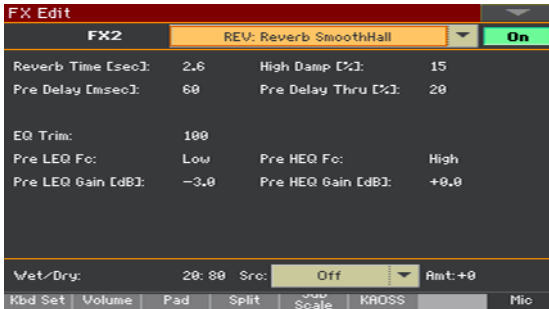 FX Edit
FX2 REV: Reverb SmoothHall On
Reverb Time [sec]: 2.6 High Damp [%]: 15
Pre Delay [msec]: 60 Pre Delay Thru [%]: 20
EQ Trim: 100
Pre LEQ Fc: Low Pre HEQ Fc: High
Pre LEQ Gain [dB]: -3.0 Pre HEQ Gain [dB]: +0.0
Wet/Dry: 20:80 Src: Off Amt:+0
Kbd Set Volume Pad Split Sub Scale KAOSS Mic